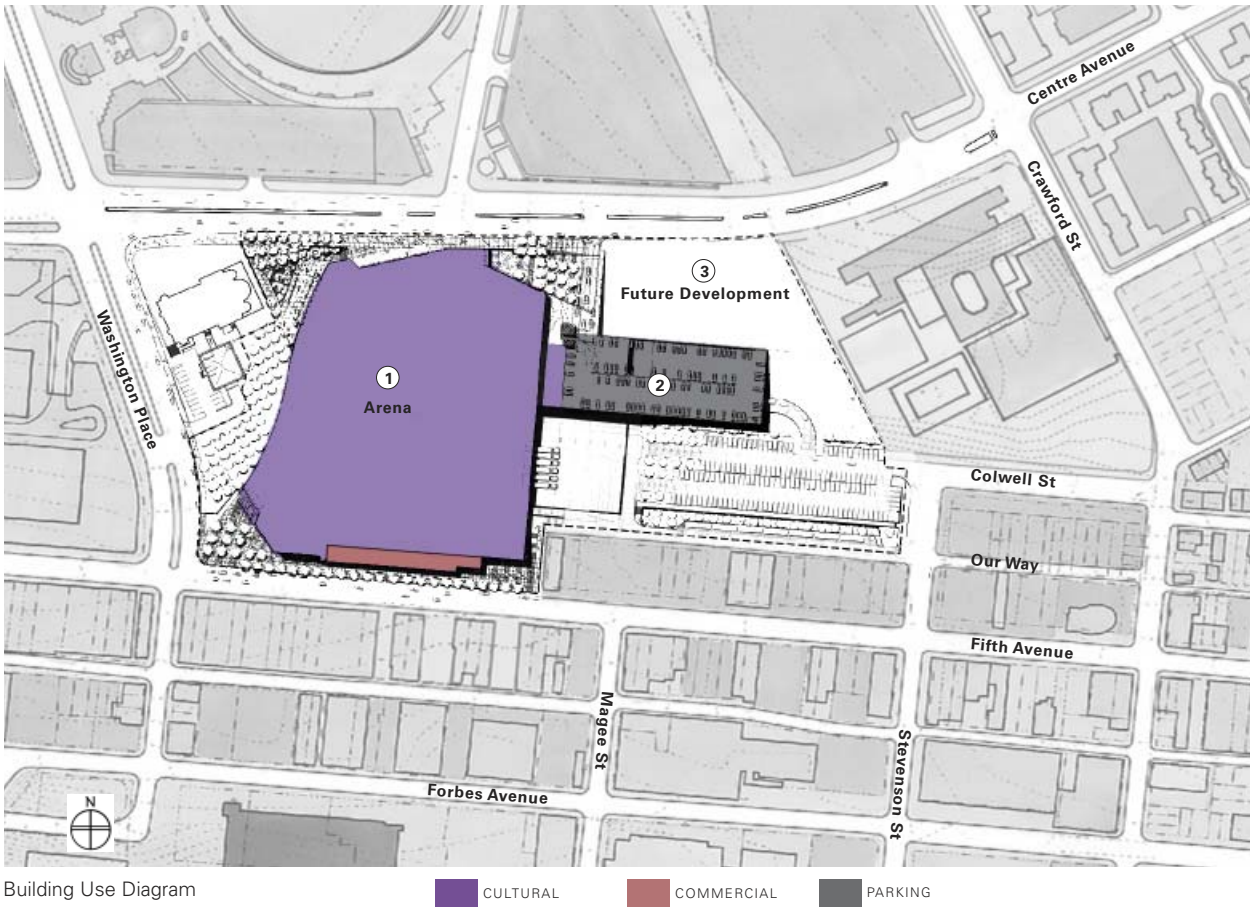 Centre Avenue
Crawford St
3
Future Development
Washington Place
1
Arena
2
Colwell St
Our Way
Fifth Avenue
Magee St
Stevenson St
Forbes Avenue
N
Building Use Diagram
CULTURAL
COMMERCIAL
PARKING